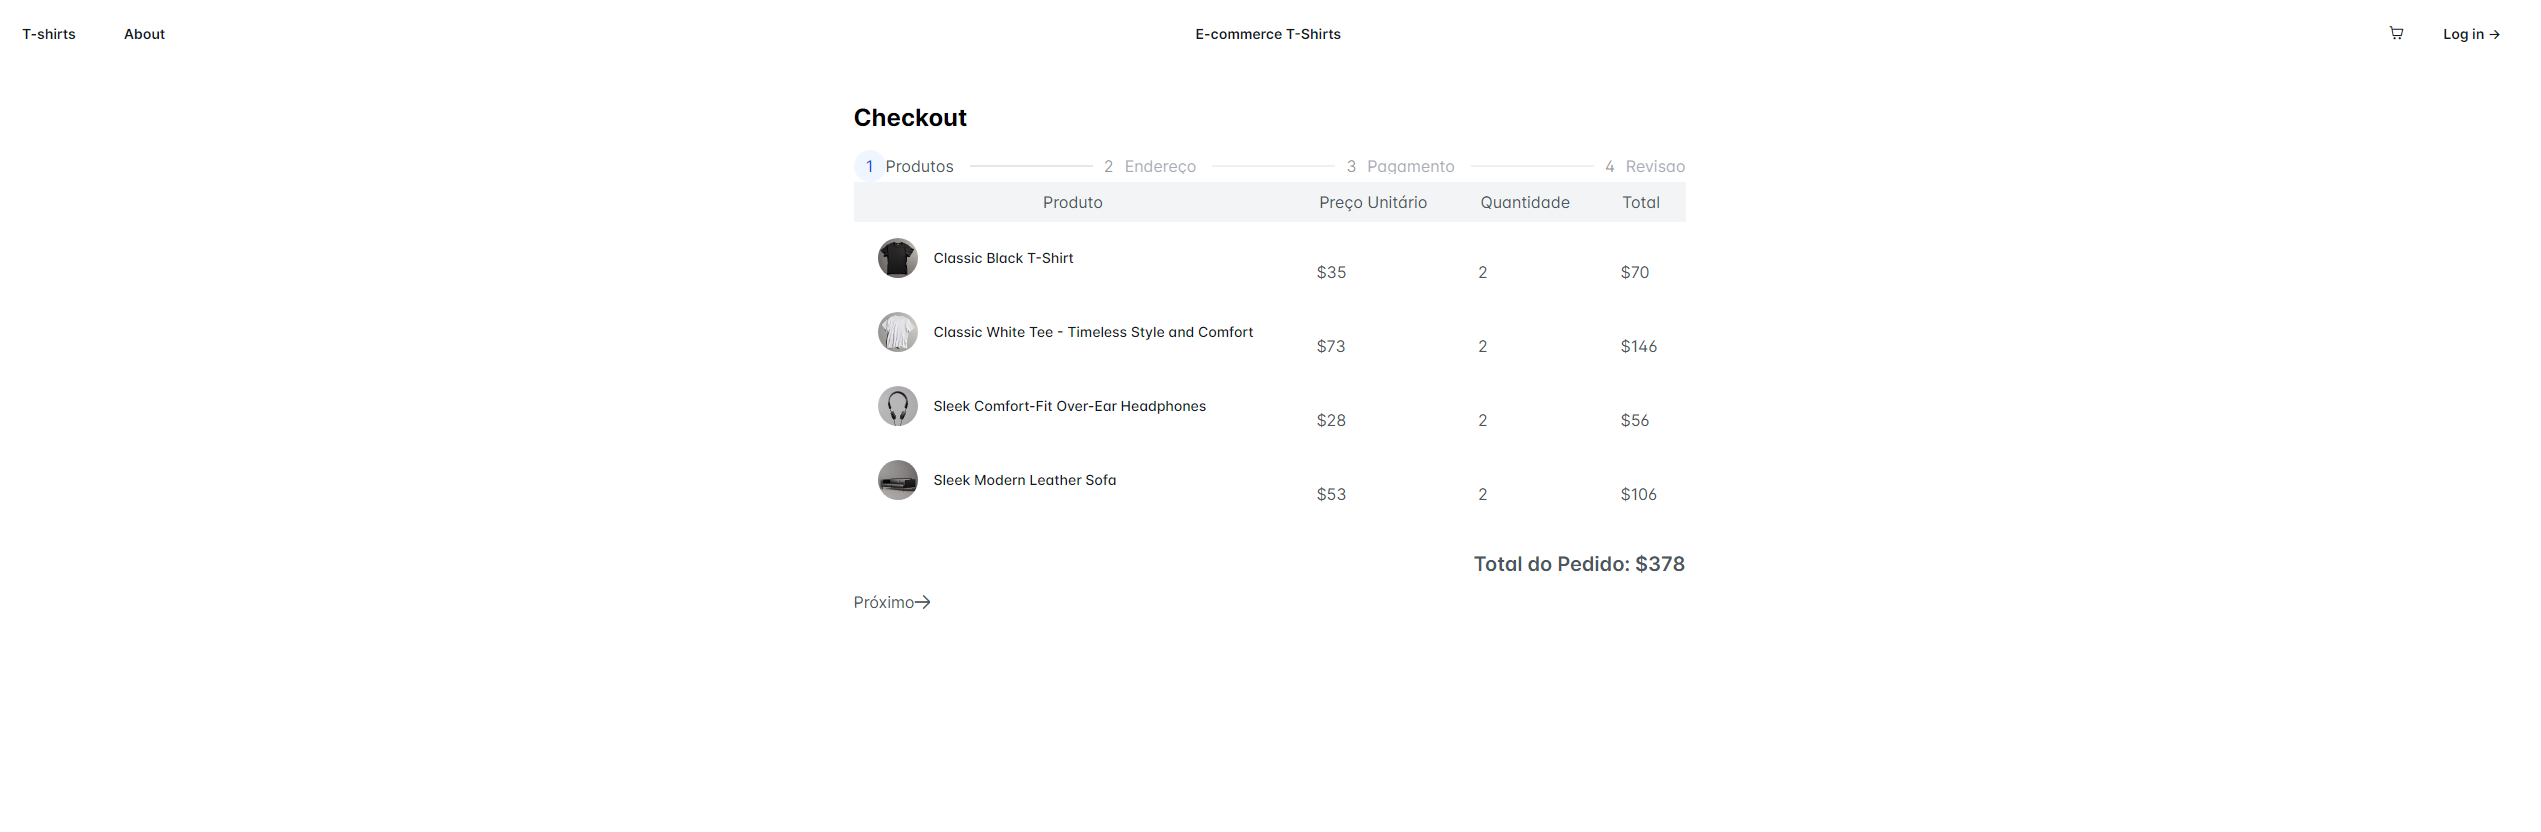 T-shirts About E-commerce T-Shirts Log in →
Checkout
1 Produtos 2 Endereço 3 Pagamento 4 Revisao
Produto Preço Unitário Quantidade Total
Classic Black T-Shirt $35 2 $70
Classic White Tee - Timeless Style and Comfort $73 2 $146
Sleek Comfort-Fit Over-Ear Headphones $28 2 $56
Sleek Modern Leather Sofa $53 2 $106
Total do Pedido: $378
Próximo→